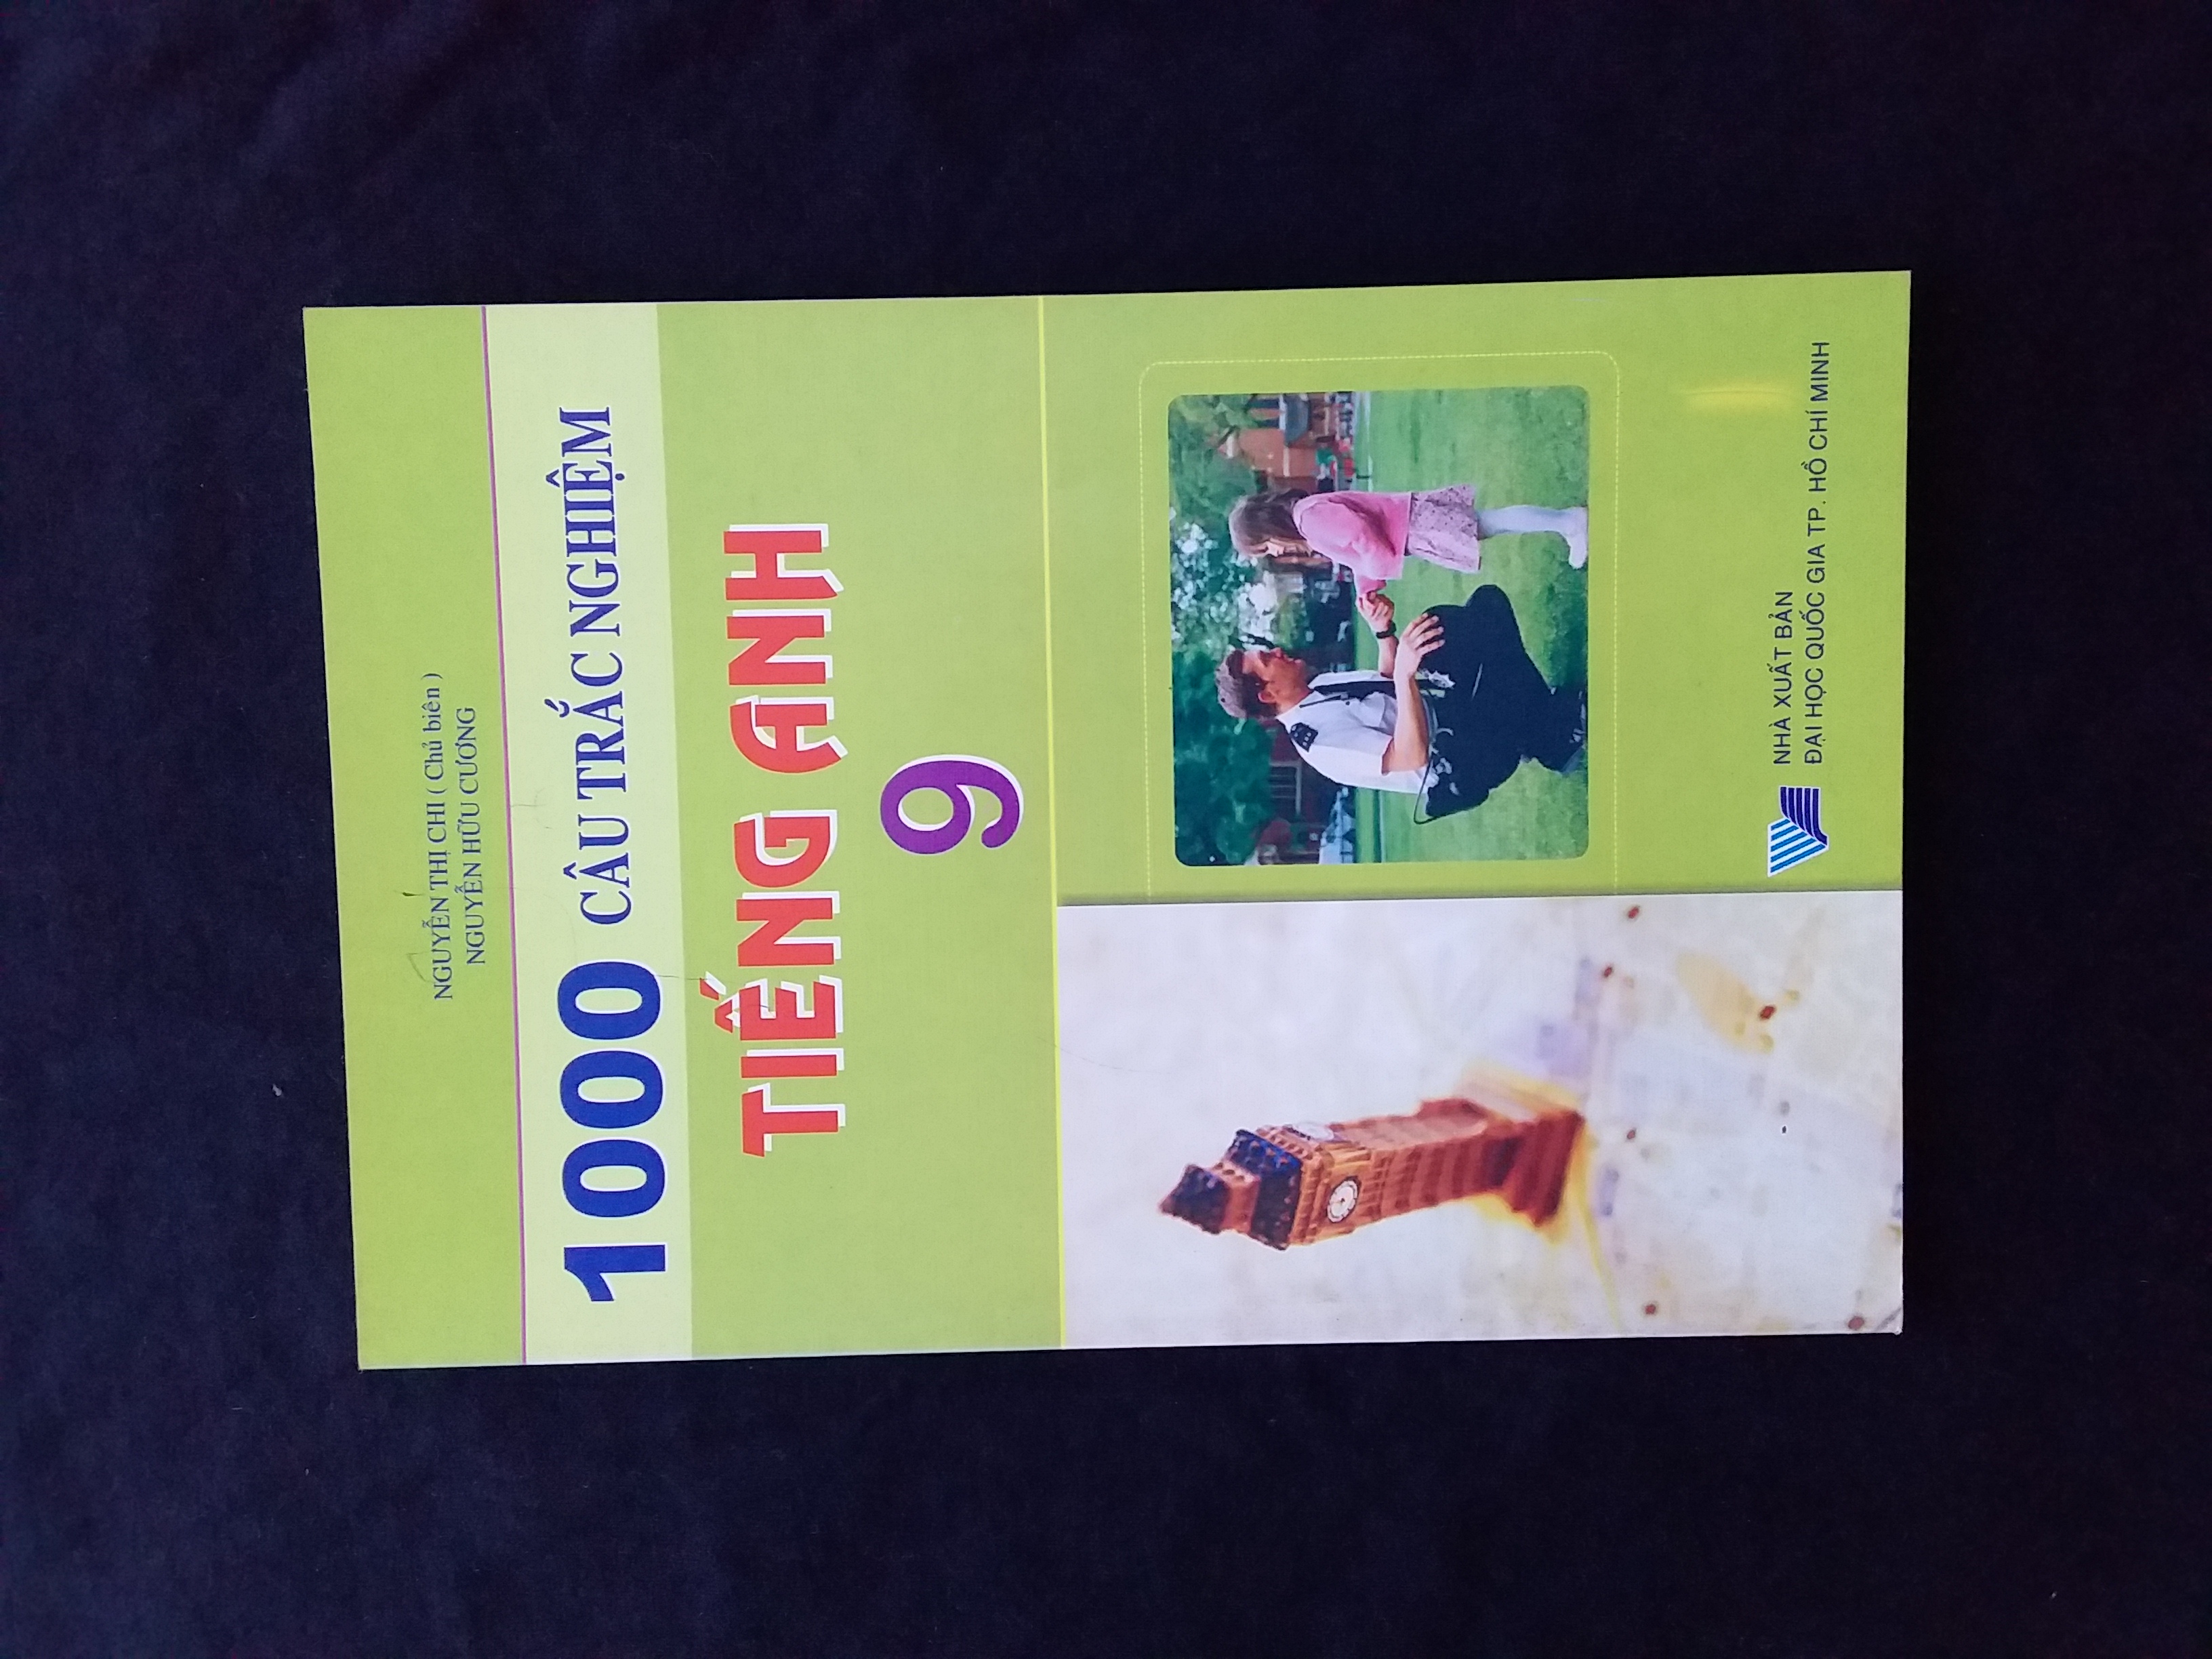 NGUYỄN THỊ CHI ( Chủ biên )
NGUYỄN HỮU CƯƠNG
1000 CÂU TRẮC NGHIỆM
TIẾNG ANH
9
NHÀ XUẤT BẢN
ĐẠI HỌC QUỐC GIA TP. HỒ CHÍ MINH